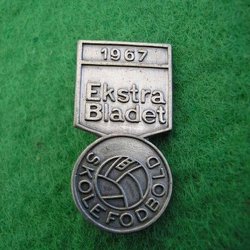 1967
Ekstra
Bladet
SKOLE FODBOLD